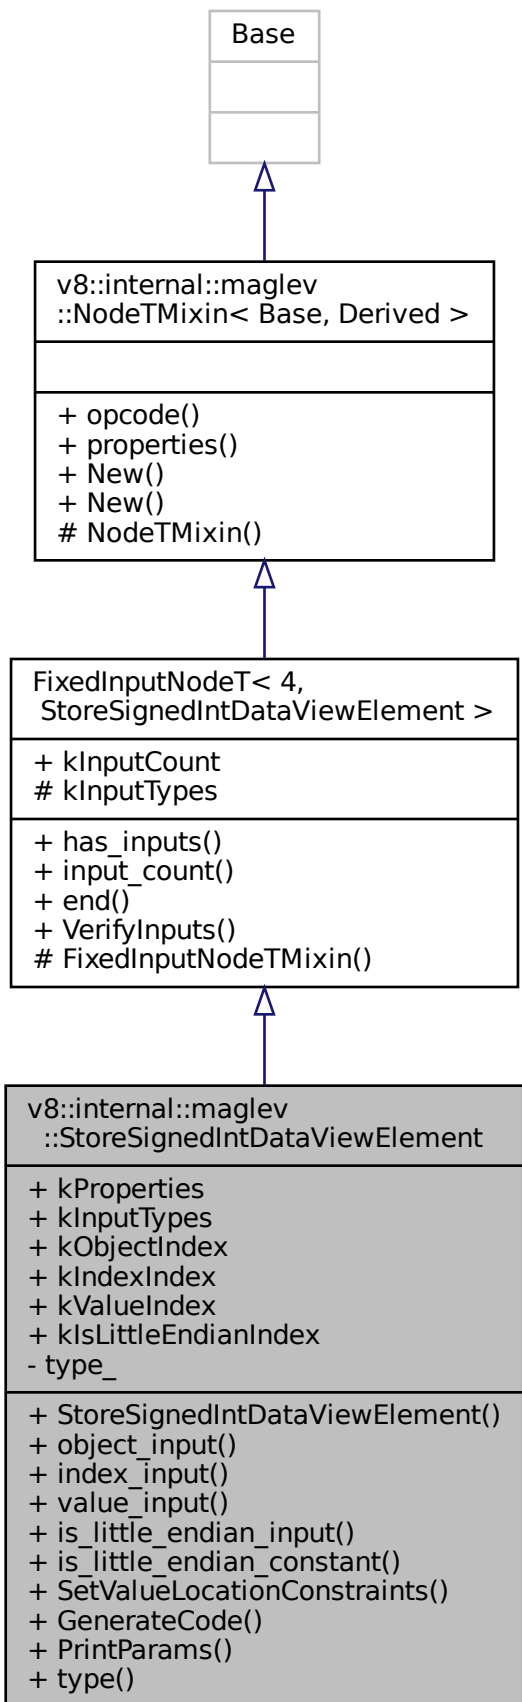 Base
v8::internal::maglev
::NodeTMixin< Base, Derived >
+ opcode()
+ properties()
+ New()
+ New()
# NodeTMixin()
FixedInputNodeT< 4,
StoreSignedIntDataViewElement >
+ kInputCount
# kInputTypes
+ has_inputs()
+ input_count()
+ end()
+ VerifyInputs()
# FixedInputNodeTMixin()
v8::internal::maglev
::StoreSignedIntDataViewElement
+ kProperties
+ kInputTypes
+ kObjectIndex
+ kIndexIndex
+ kValueIndex
+ kIsLittleEndianIndex
- type_
+ StoreSignedIntDataViewElement()
+ object_input()
+ index_input()
+ value_input()
+ is_little_endian_input()
+ is_little_endian_constant()
+ SetValueLocationConstraints()
+ GenerateCode()
+ PrintParams()
+ type()